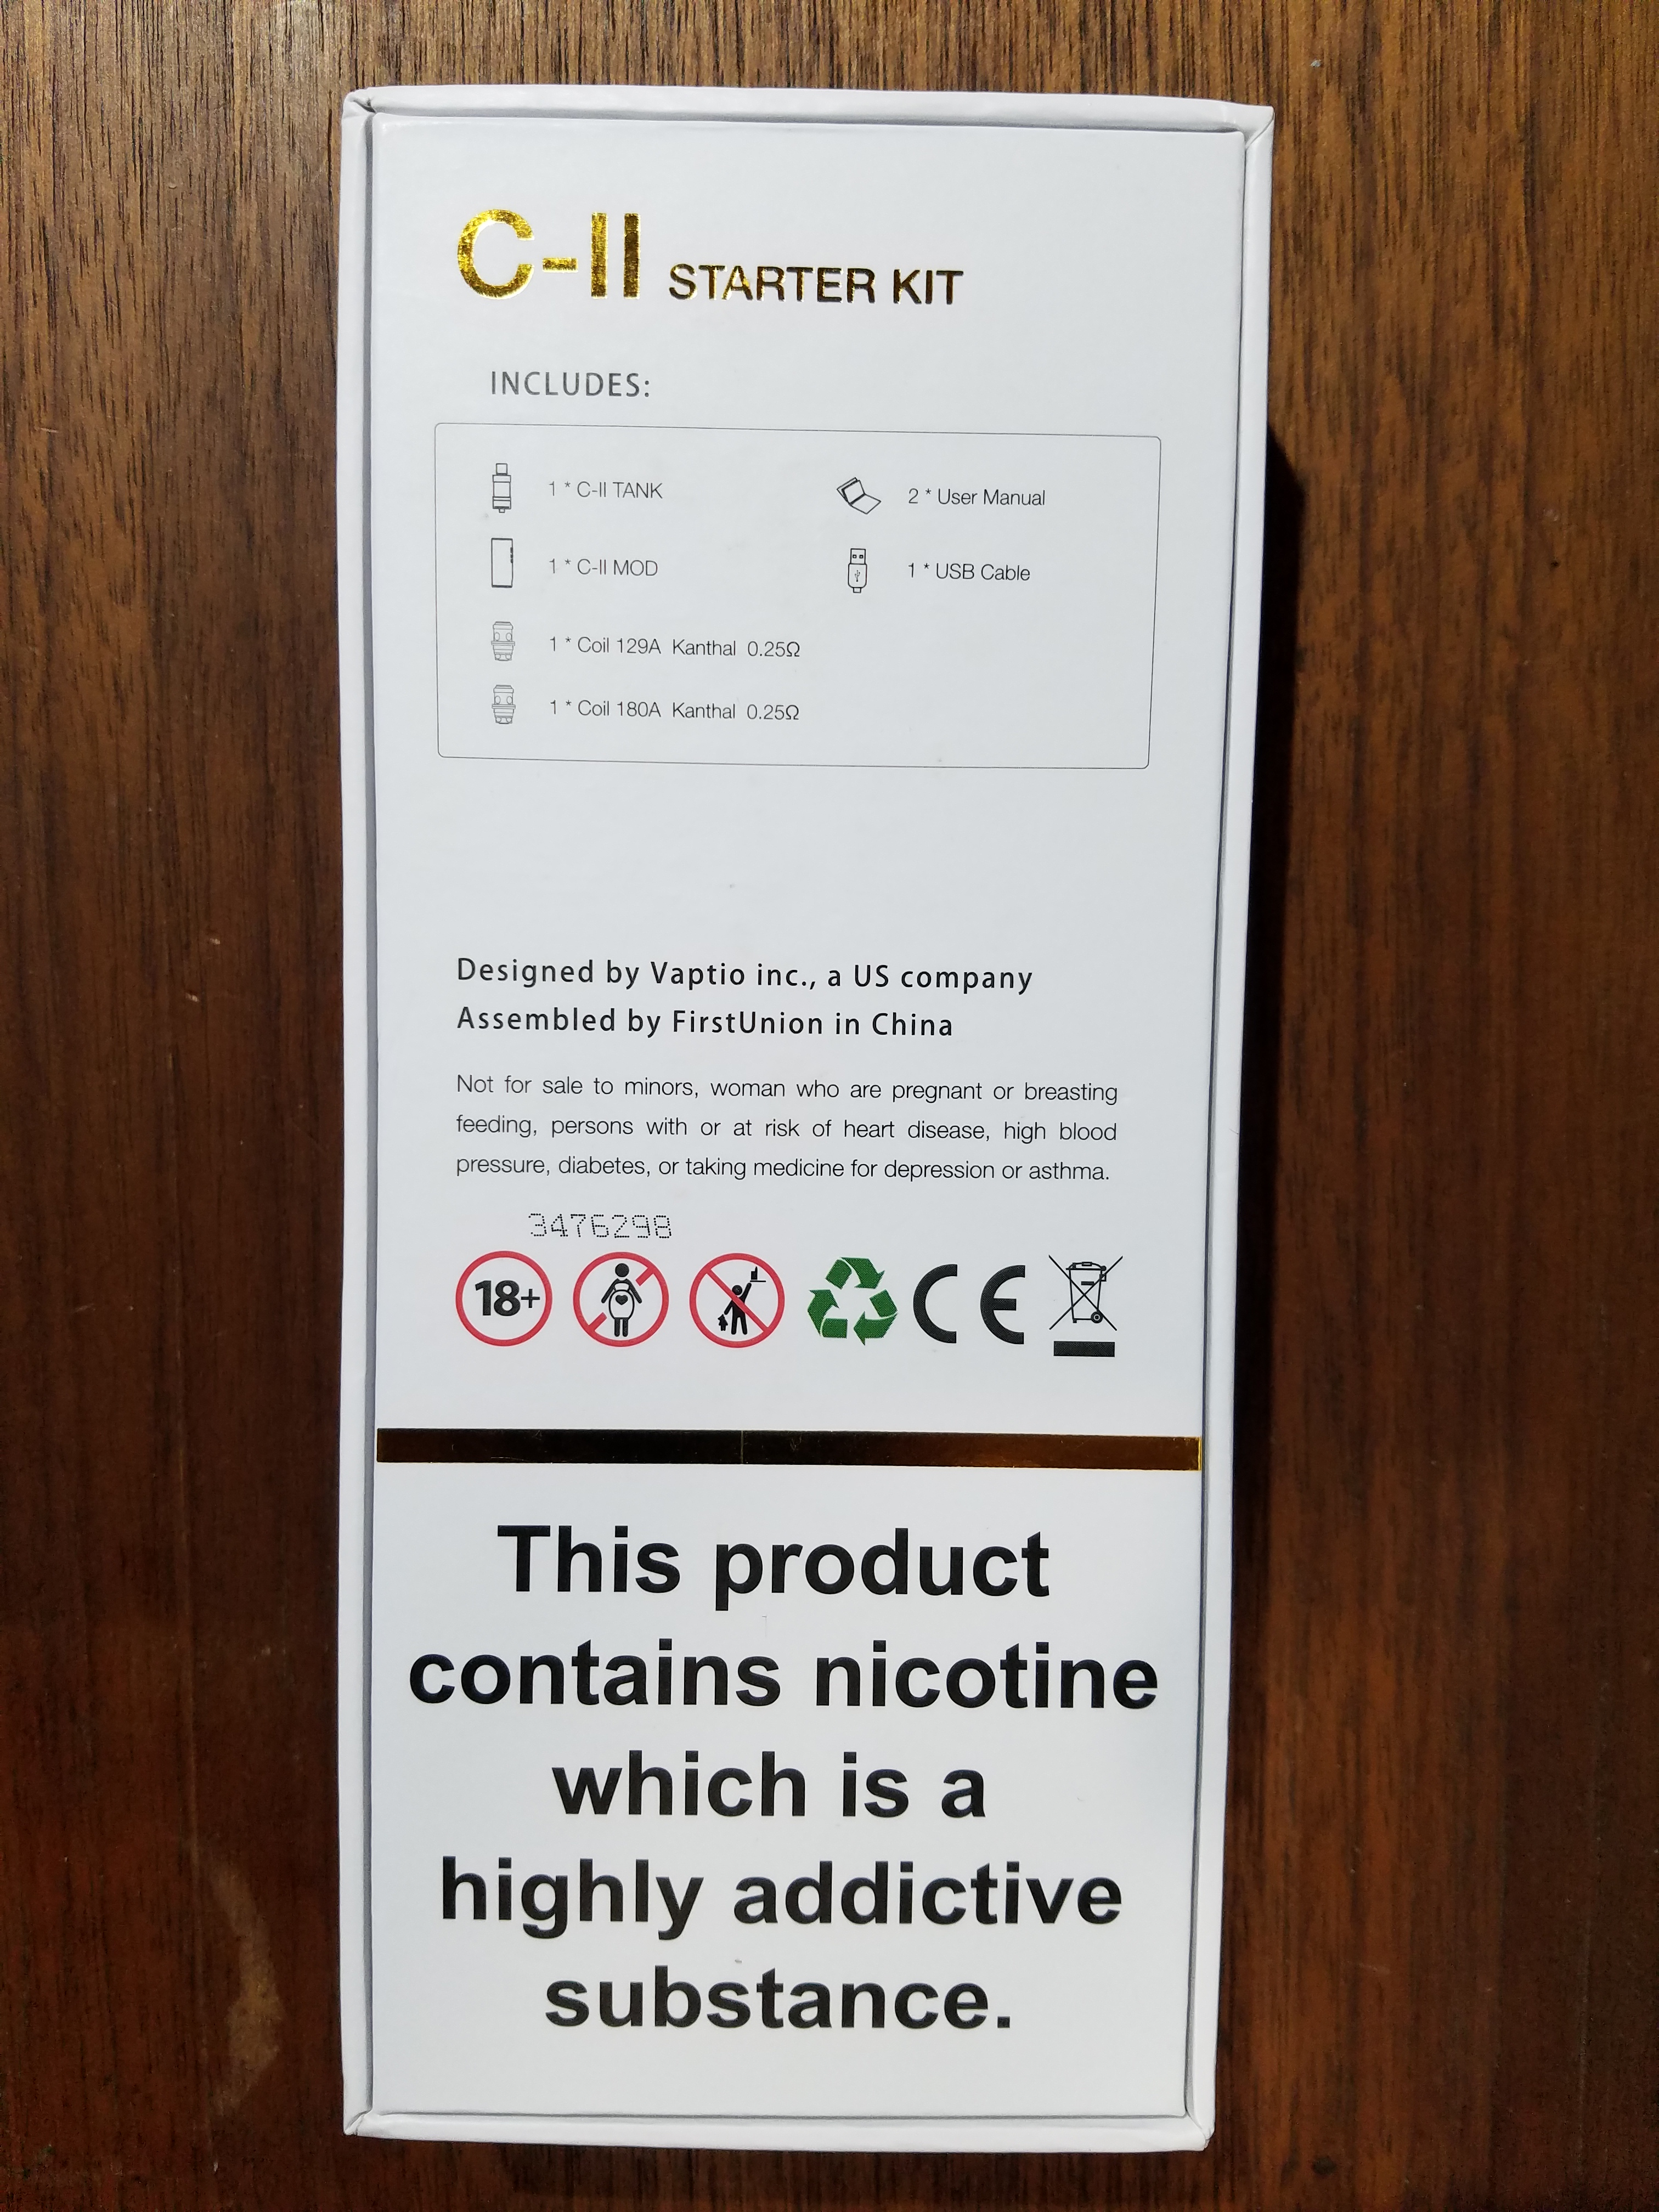 C-II STARTER KIT
INCLUDES:
1 * C-II TANK
2 * User Manual
1 * C-II MOD
1 * USB Cable
1 * Coil 129A Kanthal 0.25Ω
1 * Coil 180A Kanthal 0.25Ω
Designed by Vaptio inc., a US company
Assembled by FirstUnion in China
Not for sale to minors, woman who are pregnant or breasting
feeding, persons with or at risk of heart disease, high blood
pressure, diabetes, or taking medicine for depression or asthma.
3476298
18+ CE
This product
contains nicotine
which is a
highly addictive
substance.